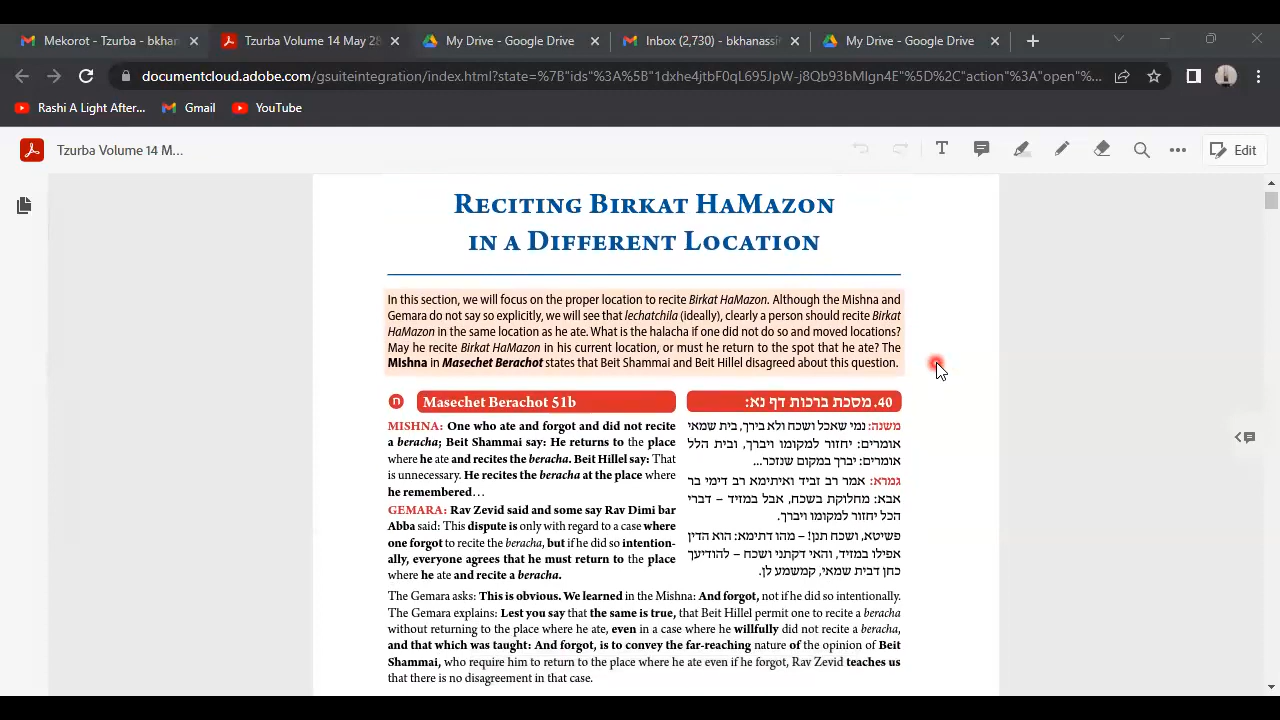 Mekorot - Tzurba - bkhan
Tzurba Volume 14 May 28
My Drive - Google Drive
Inbox (2,730) - bkhanassi
My Drive - Google Drive
documentcloud.adobe.com/gsuiteintegration/index.html?state=%7B"ids"%3A%5B"1dxhe4jtbF0qL695JpW-j8Qb93bMlgn4E"%5D%2C"action"%3A"open"%...
Rashi A Light After...
Gmail
YouTube
Tzurba Volume 14 M...
Edit
RECITING BIRKAT HAMAZON
IN A DIFFERENT LOCATION
In this section, we will focus on the proper location to recite Birkat HaMazon. Although the Mishna and
Gemara do not say so explicitly, we will see that lechatchila (ideally), clearly a person should recite Birkat
HaMazon in the same location as he ate. What is the halacha if one did not do so and moved locations?
May he recite Birkat HaMazon in his current location, or must he return to the spot that he ate? The
Mishna in Masechet Berachot states that Beit Shammai and Beit Hillel disagreed about this question.
n Masechet Berachot 51b
MISHNA: One who ate and forgot and did not recite
a beracha; Beit Shammai say: He returns to the place
where he ate and recites the beracha. Beit Hillel say: That
is unnecessary. He recites the beracha at the place where
he remembered…
GEMARA: Rav Zevid said and some say Rav Dimi bar
Abba said: This dispute is only with regard to a case where
one forgot to recite the beracha, but if he did so intention-
ally, everyone agrees that he must return to the place
where he ate and recite a beracha.
40. מסכת ברכות דף נא:
משנה: נמי שאכל ושכח ולא בירך, בית שמאי
אומרים: יחזור למקומו ויברך, ובית הלל
אומרים: יברך במקום שנזכר...
גמרא: אמר רב זביד ואיתימא רב דימי בר
אבא: מחלוקת בשכח, אבל במזיד – דברי
הכל יחזור למקומו ויברך.
פשיטא, ושכח תנן! – מהו דתימא: הוא הדין
אפילו במזיד, והאי דקתני ושכח – להודיעך
כחן דבית שמאי, קמשמע לן.
The Gemara asks: This is obvious. We learned in the Mishna: And forgot, not if he did so intentionally.
The Gemara explains: Lest you say that the same is true, that Beit Hillel permit one to recite a beracha
without returning to the place where he ate, even in a case where he willfully did not recite a beracha,
and that which was taught: And forgot, is to convey the far-reaching nature of the opinion of Beit
Shammai, who require him to return to the place where he ate even if he forgot, Rav Zevid teaches us
that there is no disagreement in that case.